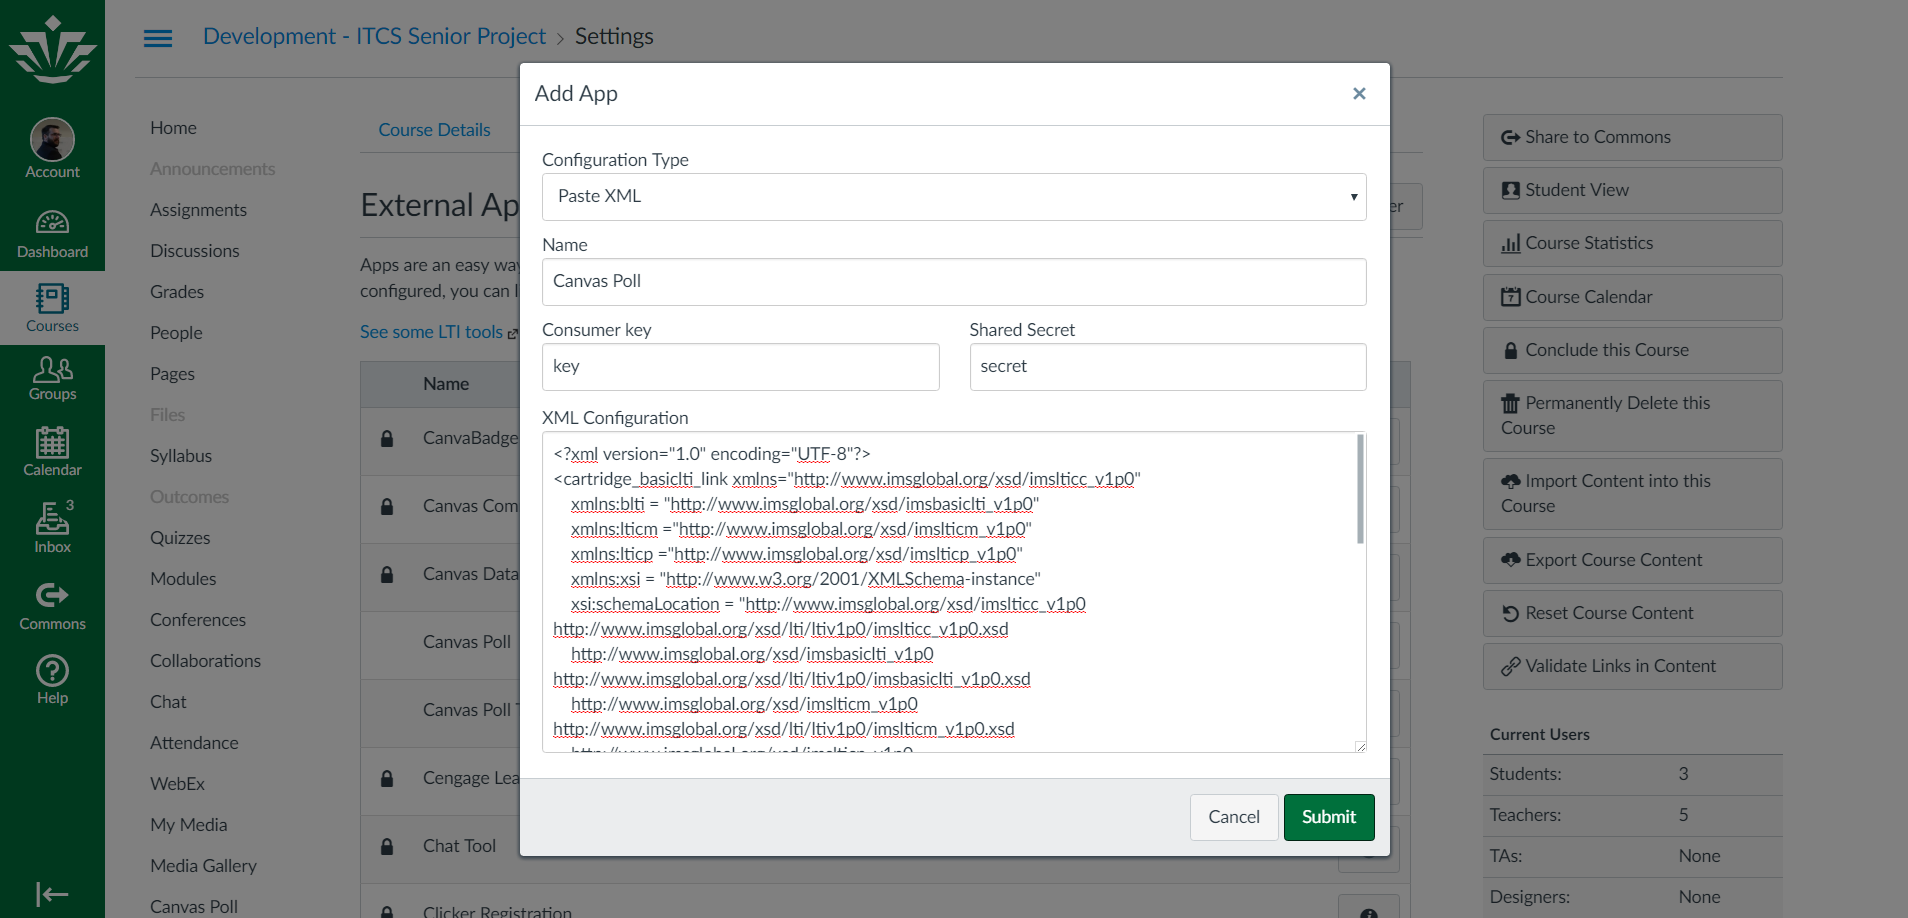 Development - ITCS Senior Project > Settings
Account
Dashboard
Courses
Groups
Calendar
3
Inbox
Commons
Help
Home
Announcements
Assignments
Discussions
Grades
People
Pages
Files
Syllabus
Outcomes
Quizzes
Modules
Conferences
Collaborations
Chat
Attendance
WebEx
My Media
Media Gallery
Canvas Poll
Course Details
External Ap
er
Apps are an easy way
configured, you can
See some LTI tools
Name
CanvaBadge
Canvas Com
Canvas Data
Canvas Poll
Canvas Poll
Cengage Lea
Chat Tool
Clicker Registration
Add App
×
Configuration Type
Paste XML
Name
Canvas Poll
Consumer key
Shared Secret
key
secret
XML Configuration
<?xml version="1.0" encoding="UTF-8"?>
<cartridge_basiclti_link xmlns="http://www.imsglobal.org/xsd/imslticc_v1p0"
xmlns:blti = "http://www.imsglobal.org/xsd/imsbasiclti_v1p0"
xmlns:lticm ="http://www.imsglobal.org/xsd/imslticm_v1p0"
xmlns:lticp ="http://www.imsglobal.org/xsd/imslticp_v1p0"
xmlns:xsi = "http://www.w3.org/2001/XMLSchema-instance"
xsi:schemaLocation = "http://www.imsglobal.org/xsd/imslticc_v1p0
http://www.imsglobal.org/xsd/lti/ltiv1p0/imslticc_v1p0.xsd
http://www.imsglobal.org/xsd/imsbasiclti_v1p0
http://www.imsglobal.org/xsd/lti/ltiv1p0/imsbasiclti_v1p0.xsd
http://www.imsglobal.org/xsd/imslticm_v1p0
http://www.imsglobal.org/xsd/lti/ltiv1p0/imslticm_v1p0.xsd
http://www.imsglobal.org/xsd/imslticp_v1p0
Cancel
Submit
Share to Commons
Student View
Course Statistics
7
Course Calendar
Conclude this Course
Permanently Delete this
Course
Import Content into this
Course
Export Course Content
Reset Course Content
Validate Links in Content
Current Users
Students: 3
Teachers: 5
TAs: None
Designers: None